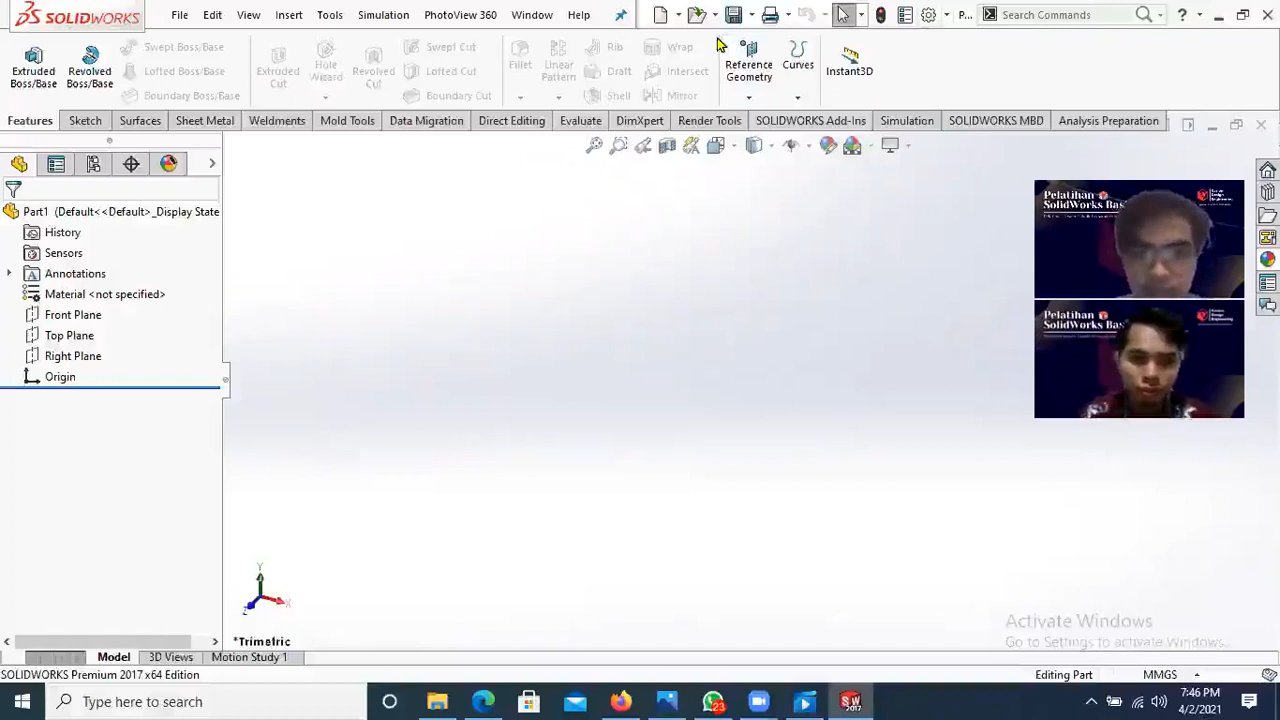 SOLIDWORKS
File Edit View Insert Tools Simulation PhotoView 360 Window Help
P... Search Commands
Extruded Boss/Base
Revolved Boss/Base
Swept Boss/Base
Lofted Boss/Base
Boundary Boss/Base
Extruded Cut
Hole Wizard
Revolved Cut
Swept Cut
Lofted Cut
Boundary Cut
Fillet
Linear Pattern
Rib
Draft
Shell
Wrap
Intersect
Mirror
Reference Geometry
Curves
Instant3D
Features Sketch Surfaces Sheet Metal Weldments Mold Tools Data Migration Direct Editing Evaluate DimXpert Render Tools SOLIDWORKS Add-Ins Simulation SOLIDWORKS MBD Analysis Preparation
Part1 (Default<<Default>_Display State
History
Sensors
Annotations
Material <not specified>
Front Plane
Top Plane
Right Plane
Origin
Pelatihan
SolidWorks Bas
Pelatihan
SolidWorks Bas
Y
X
Z
*Trimetric
Activate Windows
Go to Settings to activate Windows.
Model 3D Views Motion Study 1
SOLIDWORKS Premium 2017 x64 Edition
Editing Part
MMGS
Type here to search
23
7:46 PM
4/2/2021